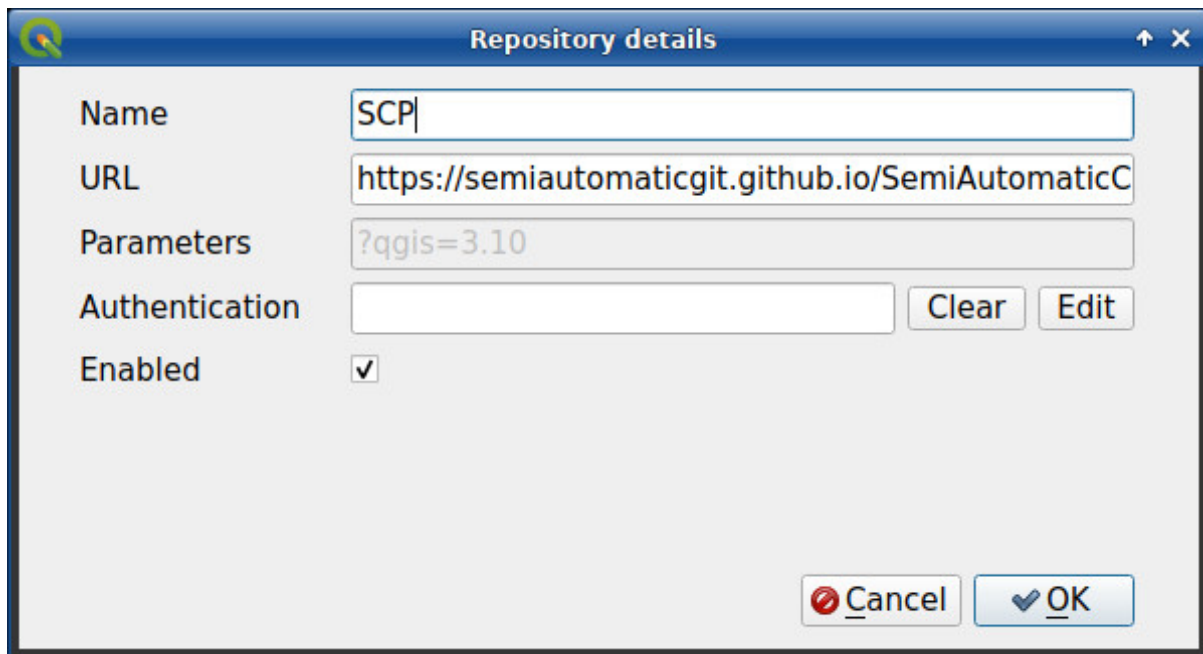 Repository details
Name
SCP
URL
https://semiautomaticgit.github.io/SemiAutomaticC
Parameters
?qgis=3.10
Authentication
Clear
Edit
Enabled
Cancel
OK